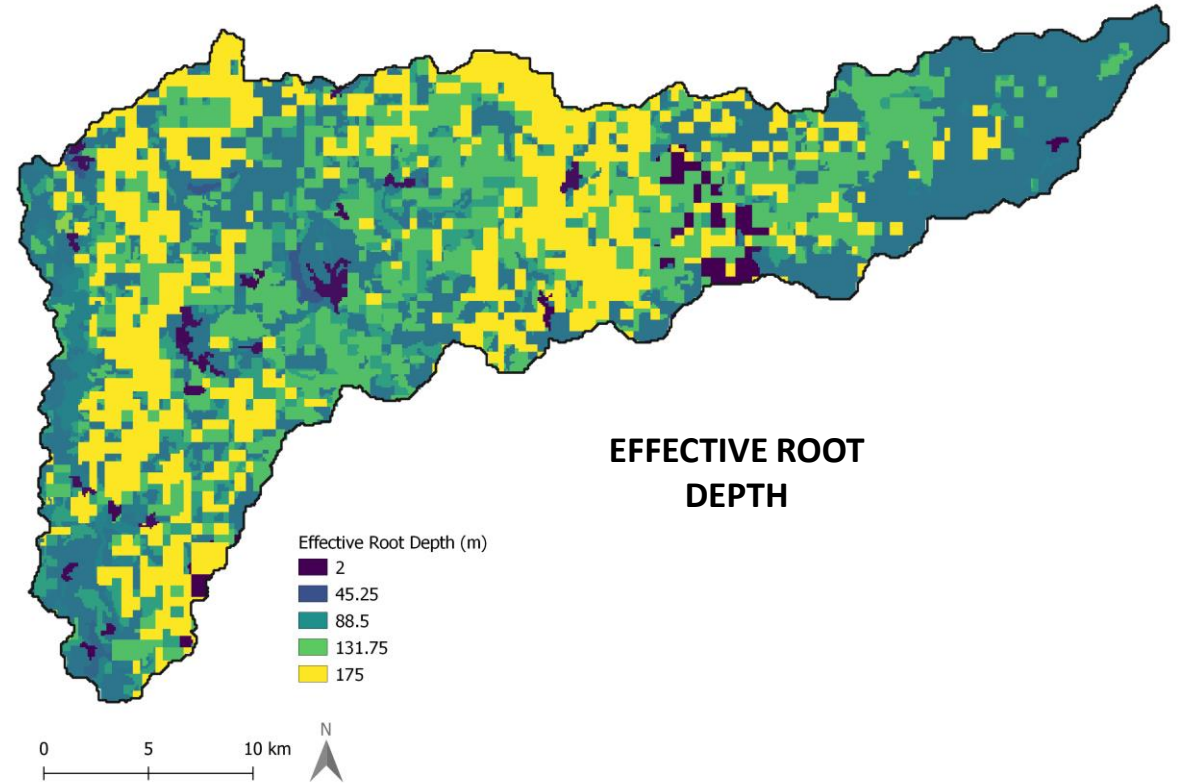 EFFECTIVE ROOT
DEPTH
Effective Root Depth (m)
2
45.25
88.5
131.75
175
N
0 5 10 km